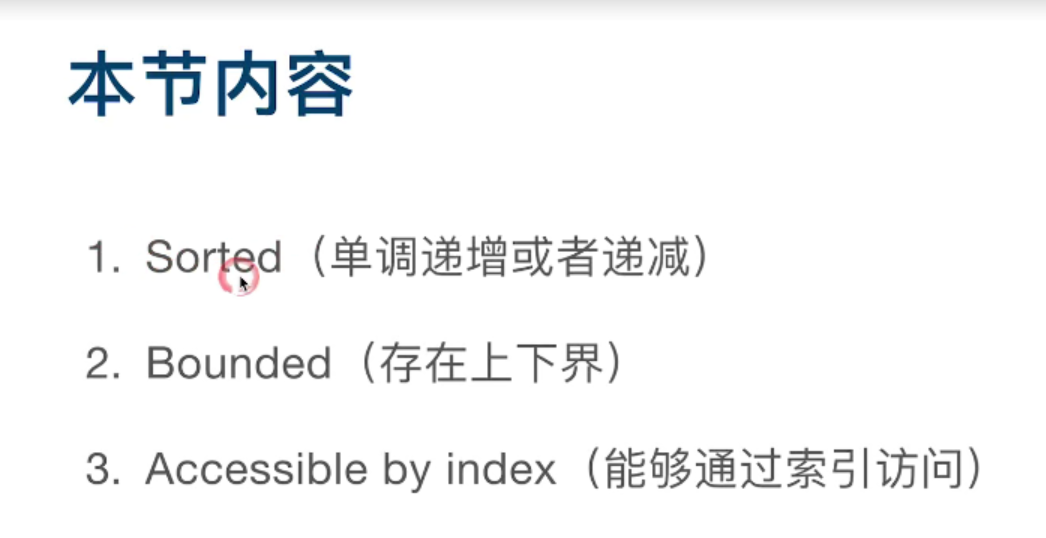 本节内容
1. Sorted（单调递增或者递减）
2. Bounded（存在上下界）
3. Accessible by index（能够通过索引访问）